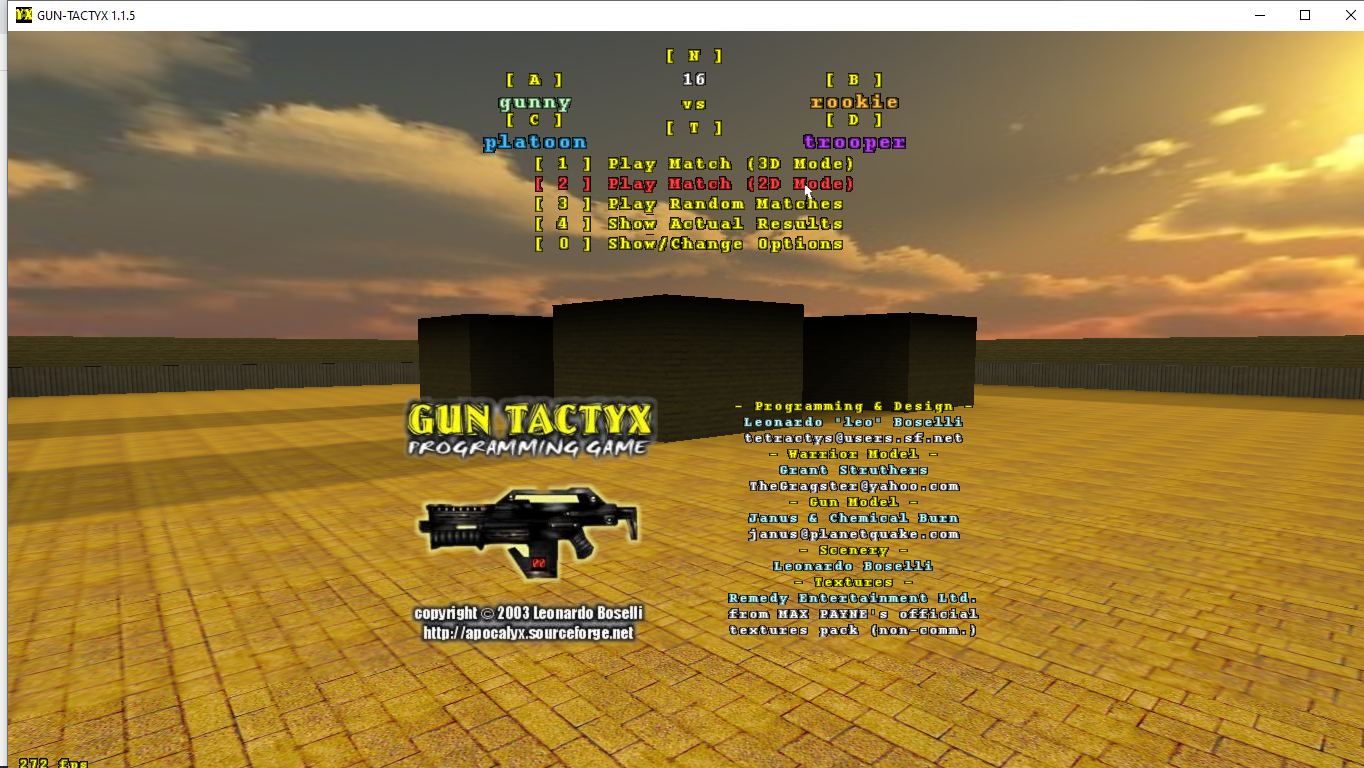 GUN-TACTYX 1.1.5
[ N ]
[ A ] 16 [ B ]
gunny vs rookie
[ C ] [ T ] [ D ]
platoon trooper
[ 1 ] Play Match (3D Mode)
[ 2 ] Play Match (2D Mode)
[ 3 ] Play Random Matches
[ 4 ] Show Actual Results
[ 0 ] Show/Change Options
GUN TACTYX
PROGRAMMING GAME
00
copyright © 2003 Leonardo Boselli
http://apocalyx.sourceforge.net
- Programming & Design -
Leonardo "leo" Boselli
tetractys@users.sf.net
- Warrior Model -
Grant Struthers
TheGragster@yahoo.com
- Gun Model -
Janus & Chemical Burn
janus@planetquake.com
- Scenery -
Leonardo Boselli
- Textures -
Remedy Entertainment Ltd.
from MAX PAYNE's official
textures pack (non-comm.)
272 fps